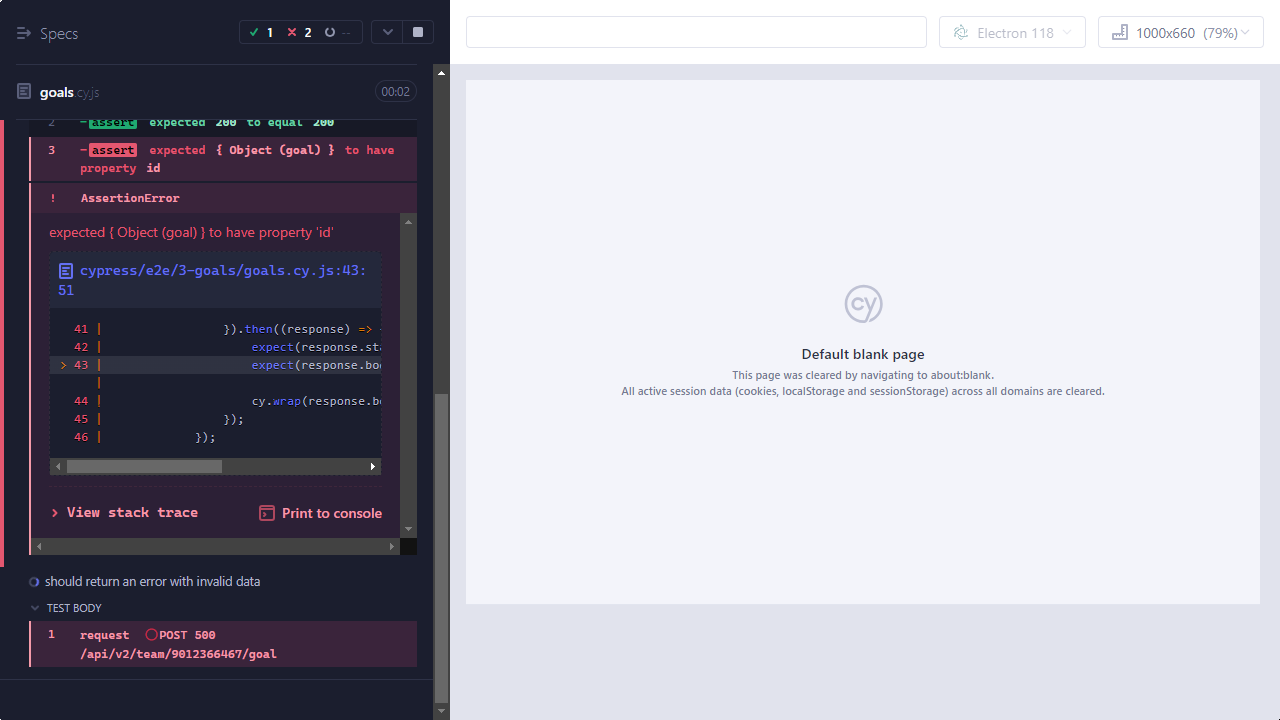 Specs
1 2 --
Electron 118
1000x660 (79%)
goals.cy.js
00:02
2 -assert expected 200 to equal 200
3 -assert expected { Object (goal) } to have
property id
! AssertionError
expected { Object (goal) } to have property 'id'
cypress/e2e/3-goals/goals.cy.js:43:
51
41 | }).then((response) =>
42 | expect(response.sta
> 43 | expect(response.bod
|
44 | cy.wrap(response.bo
45 | });
46 | });
> View stack trace
Print to console
should return an error with invalid data
TEST BODY
1 request POST 500
/api/v2/team/9012366467/goal
cy
Default blank page
This page was cleared by navigating to about:blank.
All active session data (cookies, localStorage and sessionStorage) across all domains are cleared.